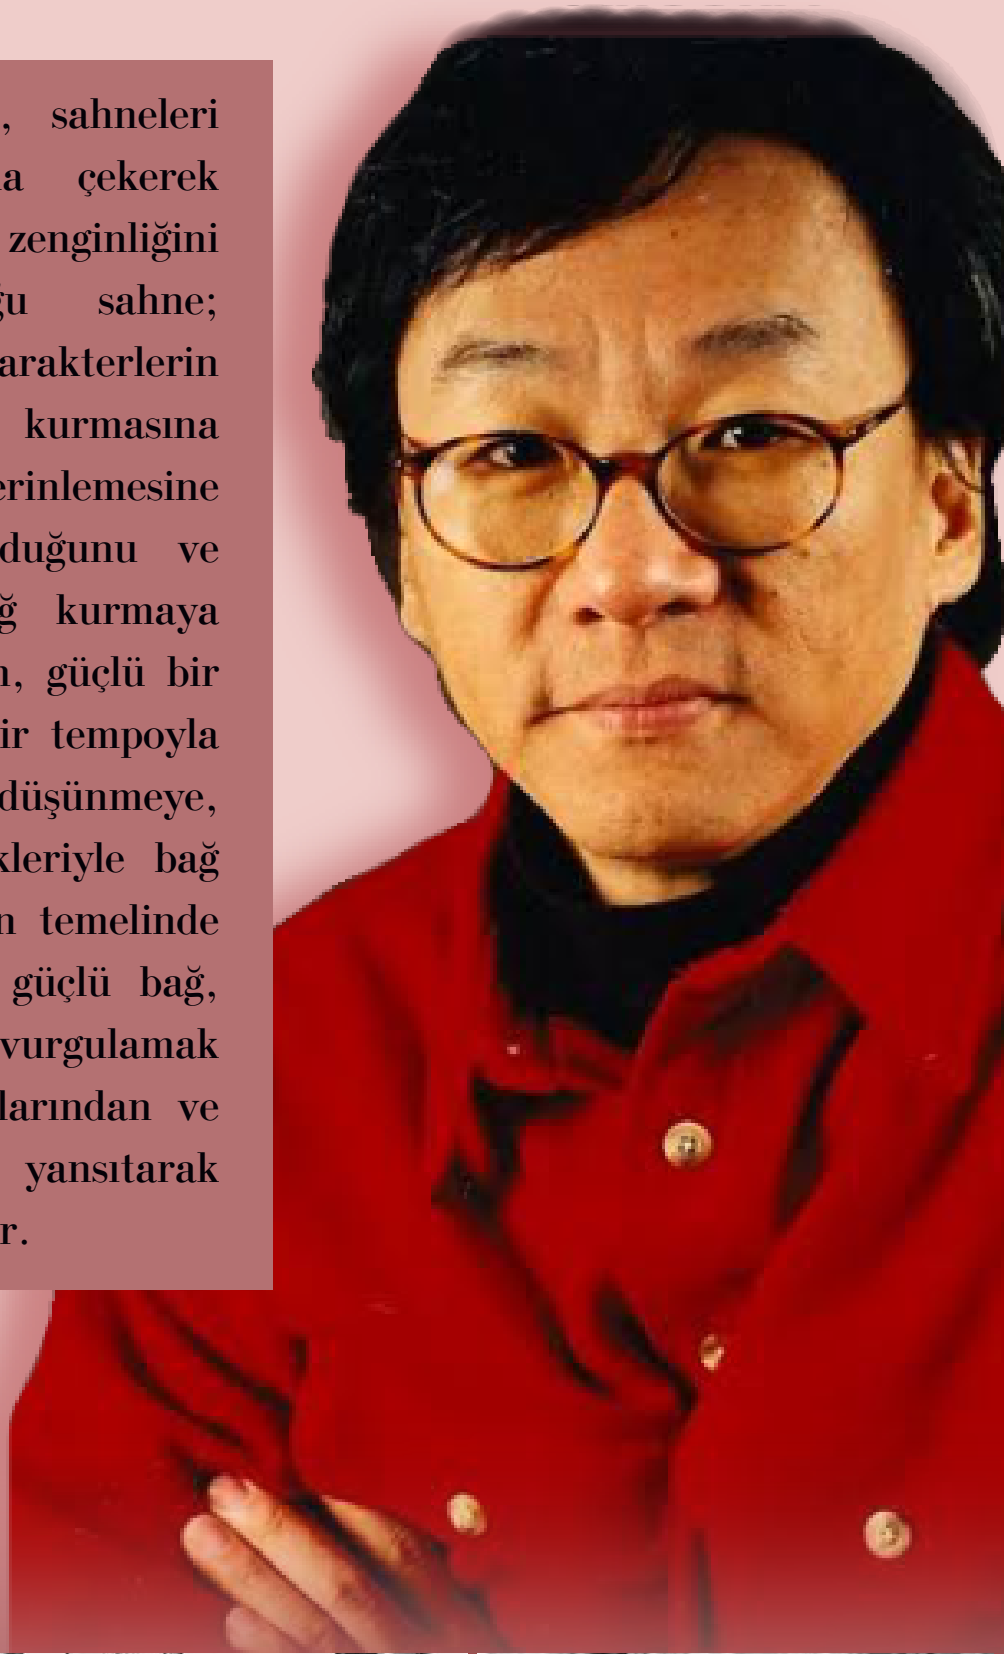 , sahneleri
a çekerek
zenginliğini
ğu sahne;
arakterlerin
kurmasına
erinlemesine
duğunu ve
ğ kurmaya
güçlü bir
ir tempoyla
düşünmeye,
kleriyle bağ
n temelinde
güçlü bağ,
vurgulamak
larından ve
yansıtarak
r.